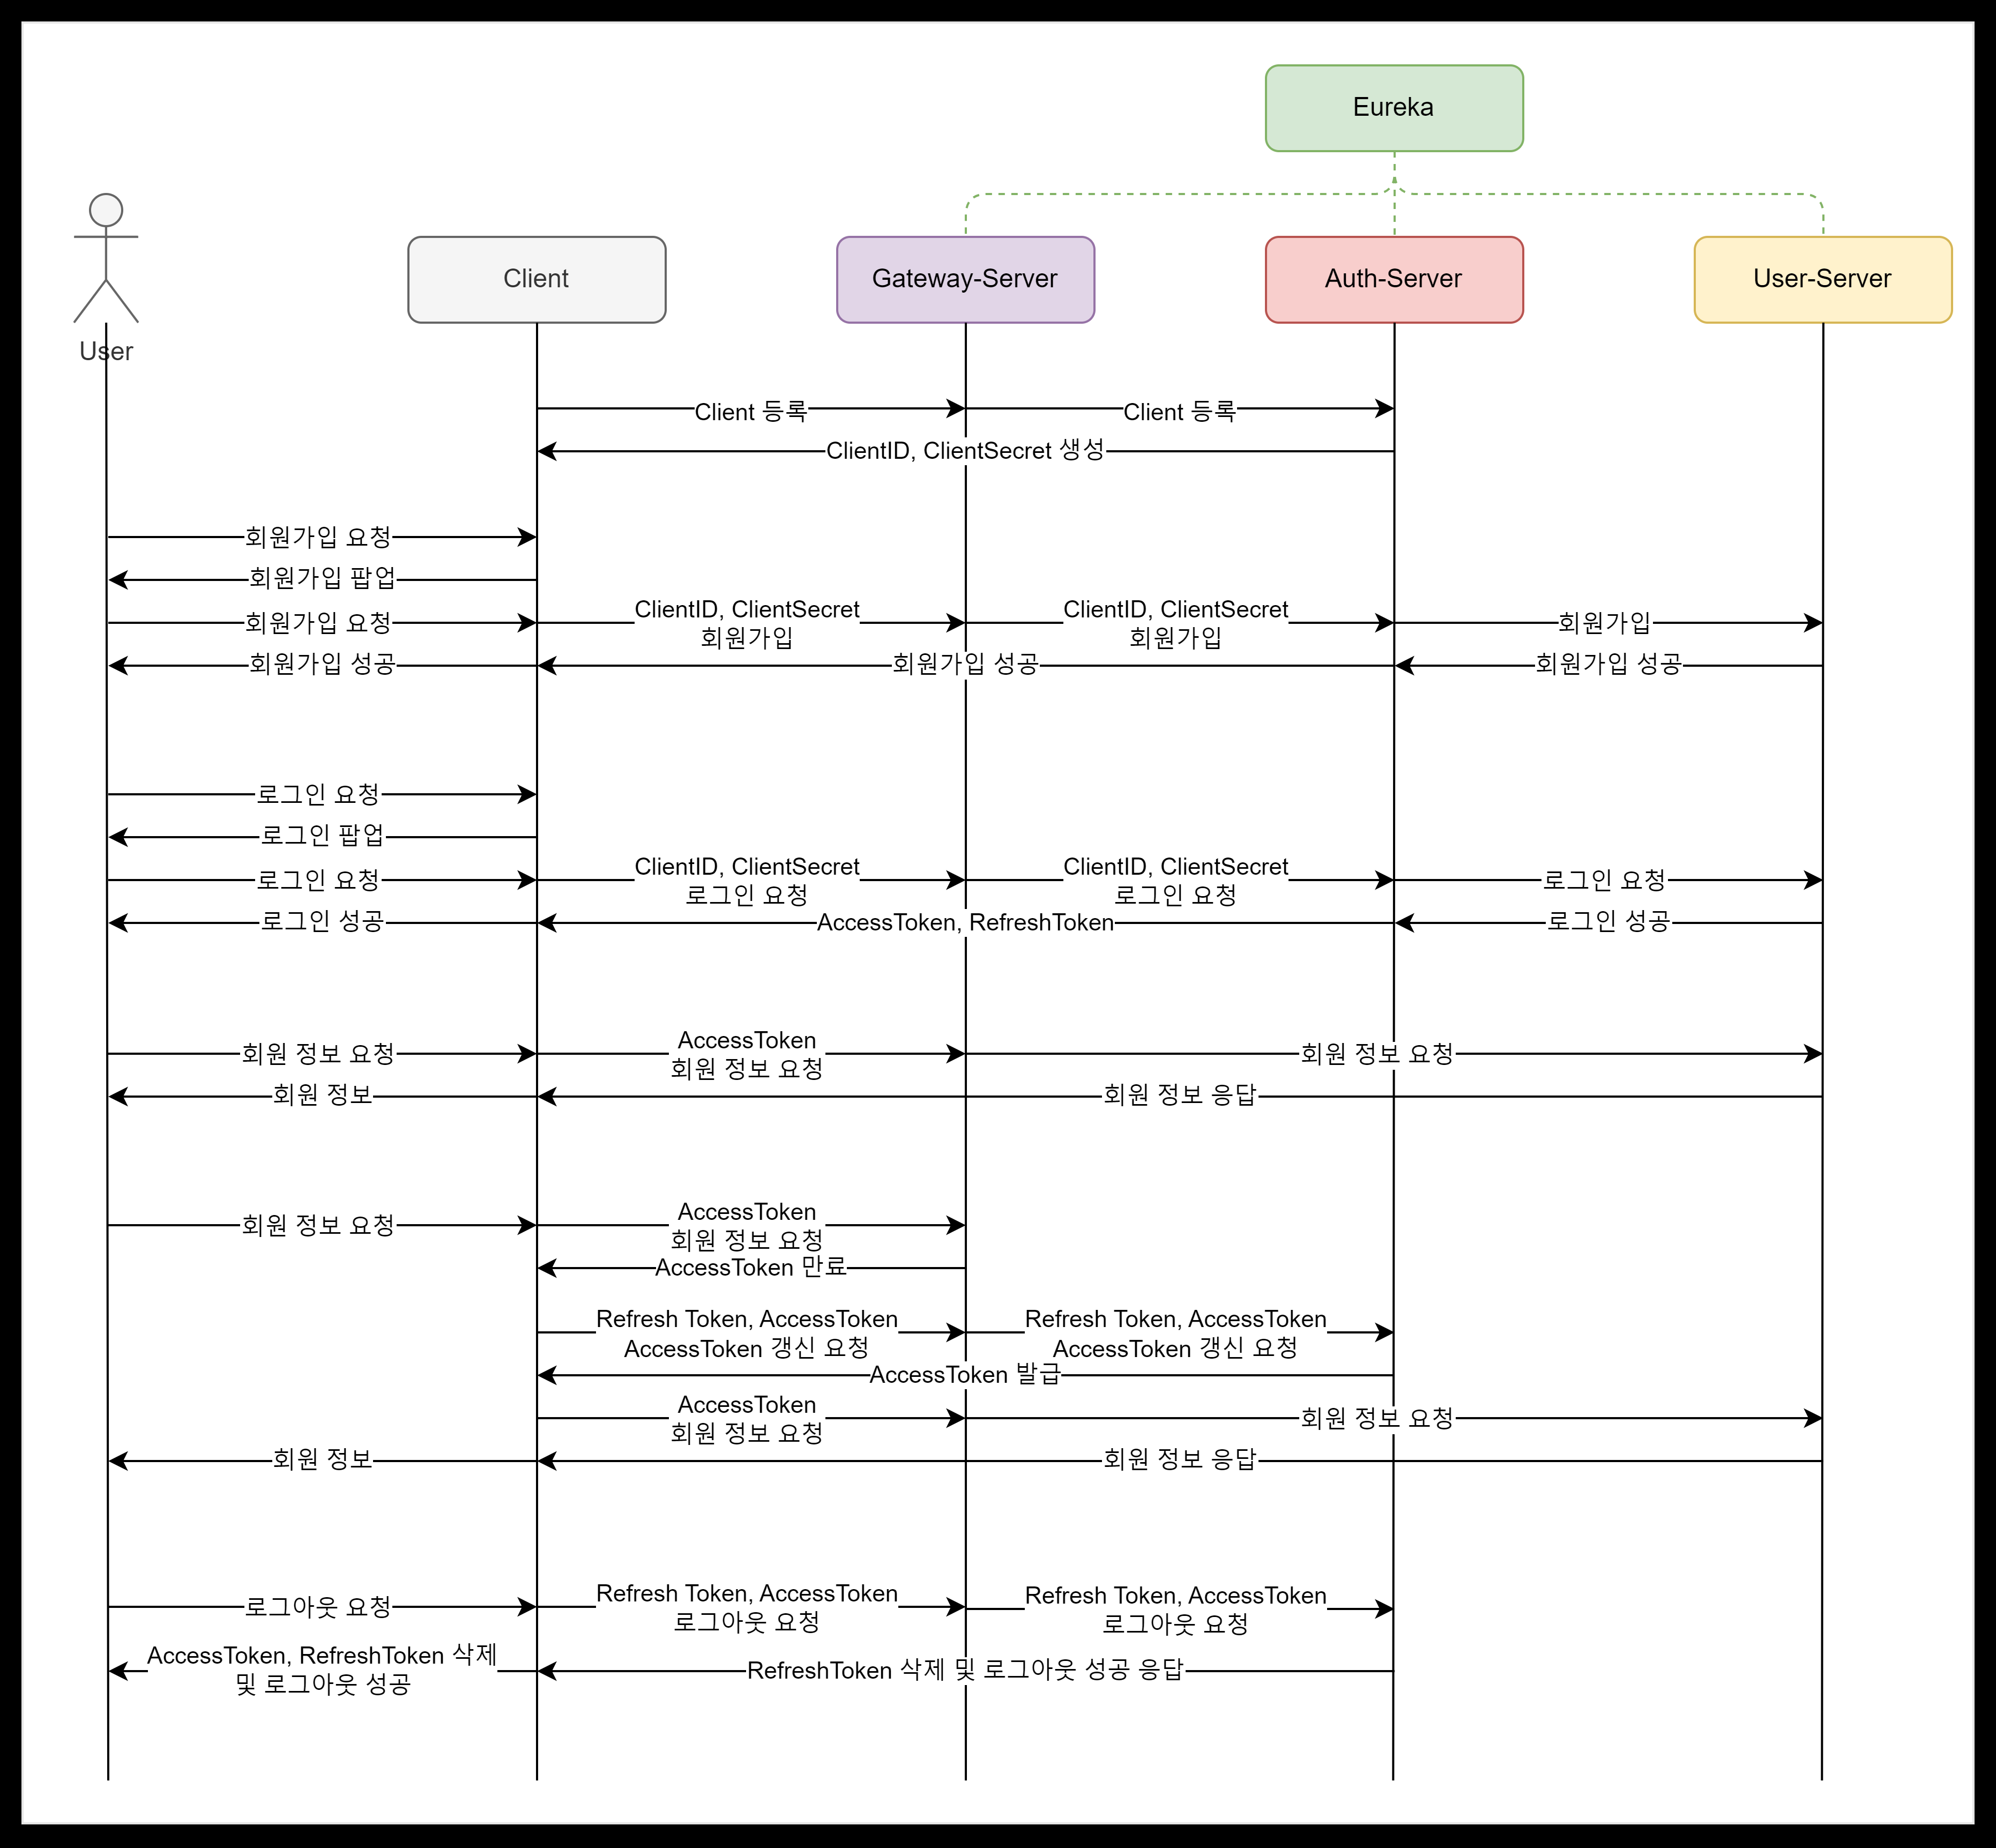 Eureka
User
Client
Gateway-Server
Auth-Server
User-Server
Client 등록
Client 등록
ClientID, ClientSecret 생성
회원가입 요청
회원가입 팝업
회원가입 요청
ClientID, ClientSecret
회원가입
ClientID, ClientSecret
회원가입
회원가입
회원가입 성공
회원가입 성공
회원가입 성공
로그인 요청
로그인 팝업
로그인 요청
ClientID, ClientSecret
로그인 요청
ClientID, ClientSecret
로그인 요청
로그인 요청
로그인 성공
AccessToken, RefreshToken
로그인 성공
회원 정보 요청
AccessToken
회원 정보 요청
회원 정보 요청
회원 정보
회원 정보 응답
회원 정보 요청
AccessToken
회원 정보 요청
AccessToken 만료
Refresh Token, AccessToken
AccessToken 갱신 요청
Refresh Token, AccessToken
AccessToken 갱신 요청
AccessToken 발급
AccessToken
회원 정보 요청
회원 정보 요청
회원 정보
회원 정보 응답
로그아웃 요청
Refresh Token, AccessToken
로그아웃 요청
Refresh Token, AccessToken
로그아웃 요청
AccessToken, RefreshToken 삭제
및 로그아웃 성공
RefreshToken 삭제 및 로그아웃 성공 응답